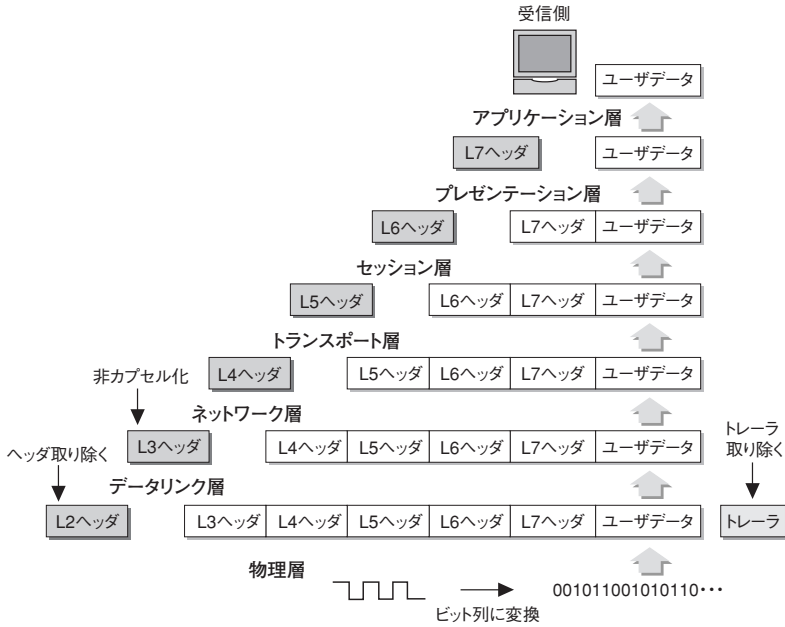 受信側
ユーザデータ
アプリケーション層
L7ヘッダ ユーザデータ
プレゼンテーション層
L6ヘッダ L7ヘッダ ユーザデータ
セッション層
L5ヘッダ L6ヘッダ L7ヘッダ ユーザデータ
トランスポート層
非カプセル化
L4ヘッダ L5ヘッダ L6ヘッダ L7ヘッダ ユーザデータ
ネットワーク層
ヘッダ取り除く
L3ヘッダ L4ヘッダ L5ヘッダ L6ヘッダ L7ヘッダ ユーザデータ
トレーラ
取り除く
データリンク層
L2ヘッダ L3ヘッダ L4ヘッダ L5ヘッダ L6ヘッダ L7ヘッダ ユーザデータ トレーラ
物理層
ビット列に変換
001011001010110･･･